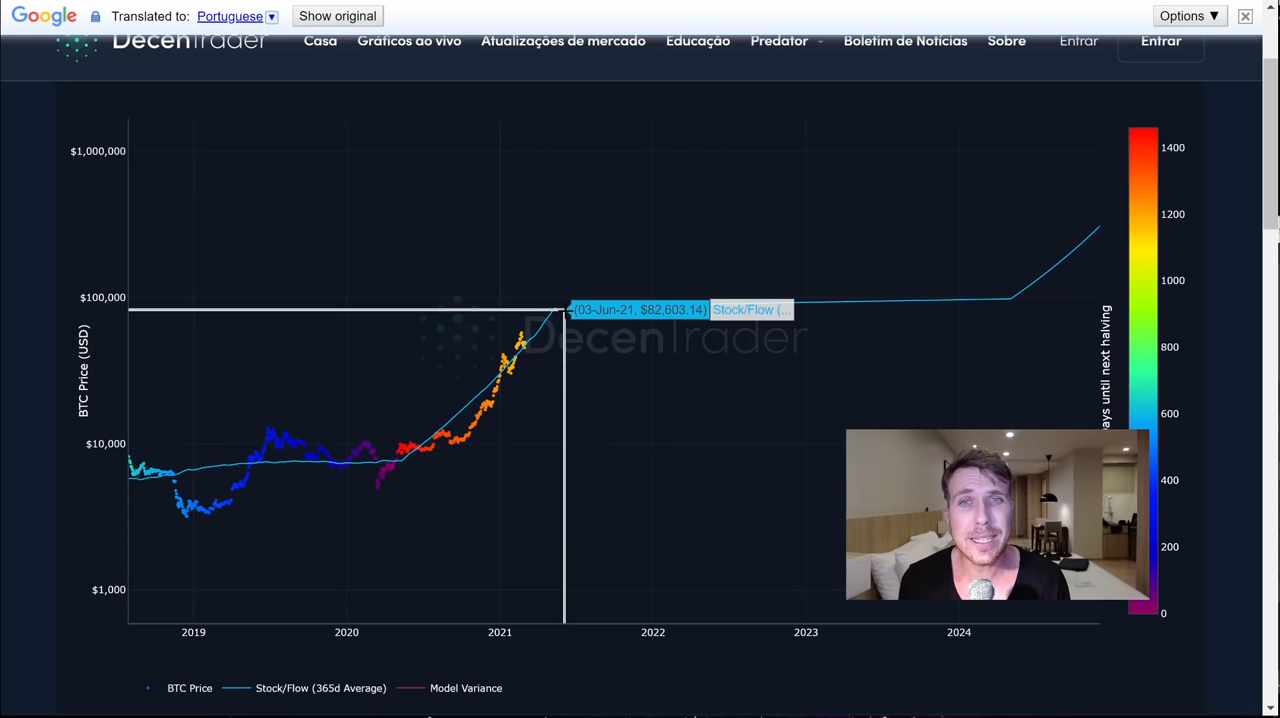 Google Translated to: Portuguese Show original Options ▼
DecenTrader Casa Gráficos ao vivo Atualizações de mercado Educação Predator Boletim de Notícias Sobre Entrar Entrar
$1,000,000
$100,000
$10,000
$1,000
BTC Price (USD)
(03-Jun-21, $82,603.14) Stock/Flow (...
DecenTrader
2019 2020 2021 2022 2023 2024
1400
1200
1000
800
600
400
200
0
until next halving
BTC Price Stock/Flow (365d Average) Model Variance